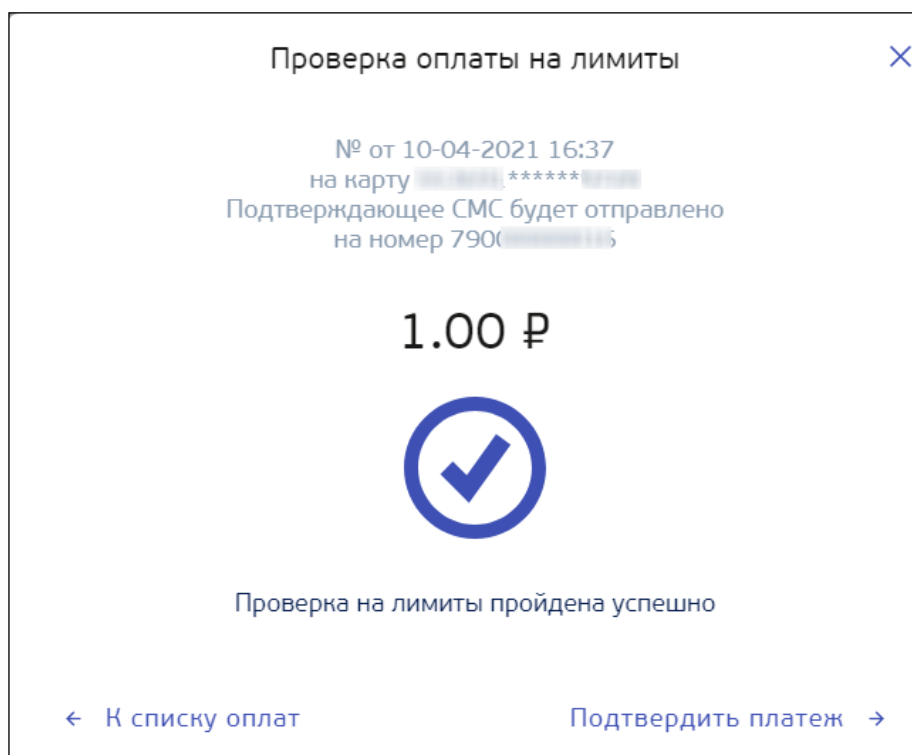 Проверка оплаты на лимиты
№ от 10-04-2021 16:37
на карту ******
Подтверждающее СМС будет отправлено
на номер 790
1.00 ₽
Проверка на лимиты пройдена успешно
← К списку оплат
Подтвердить платеж →